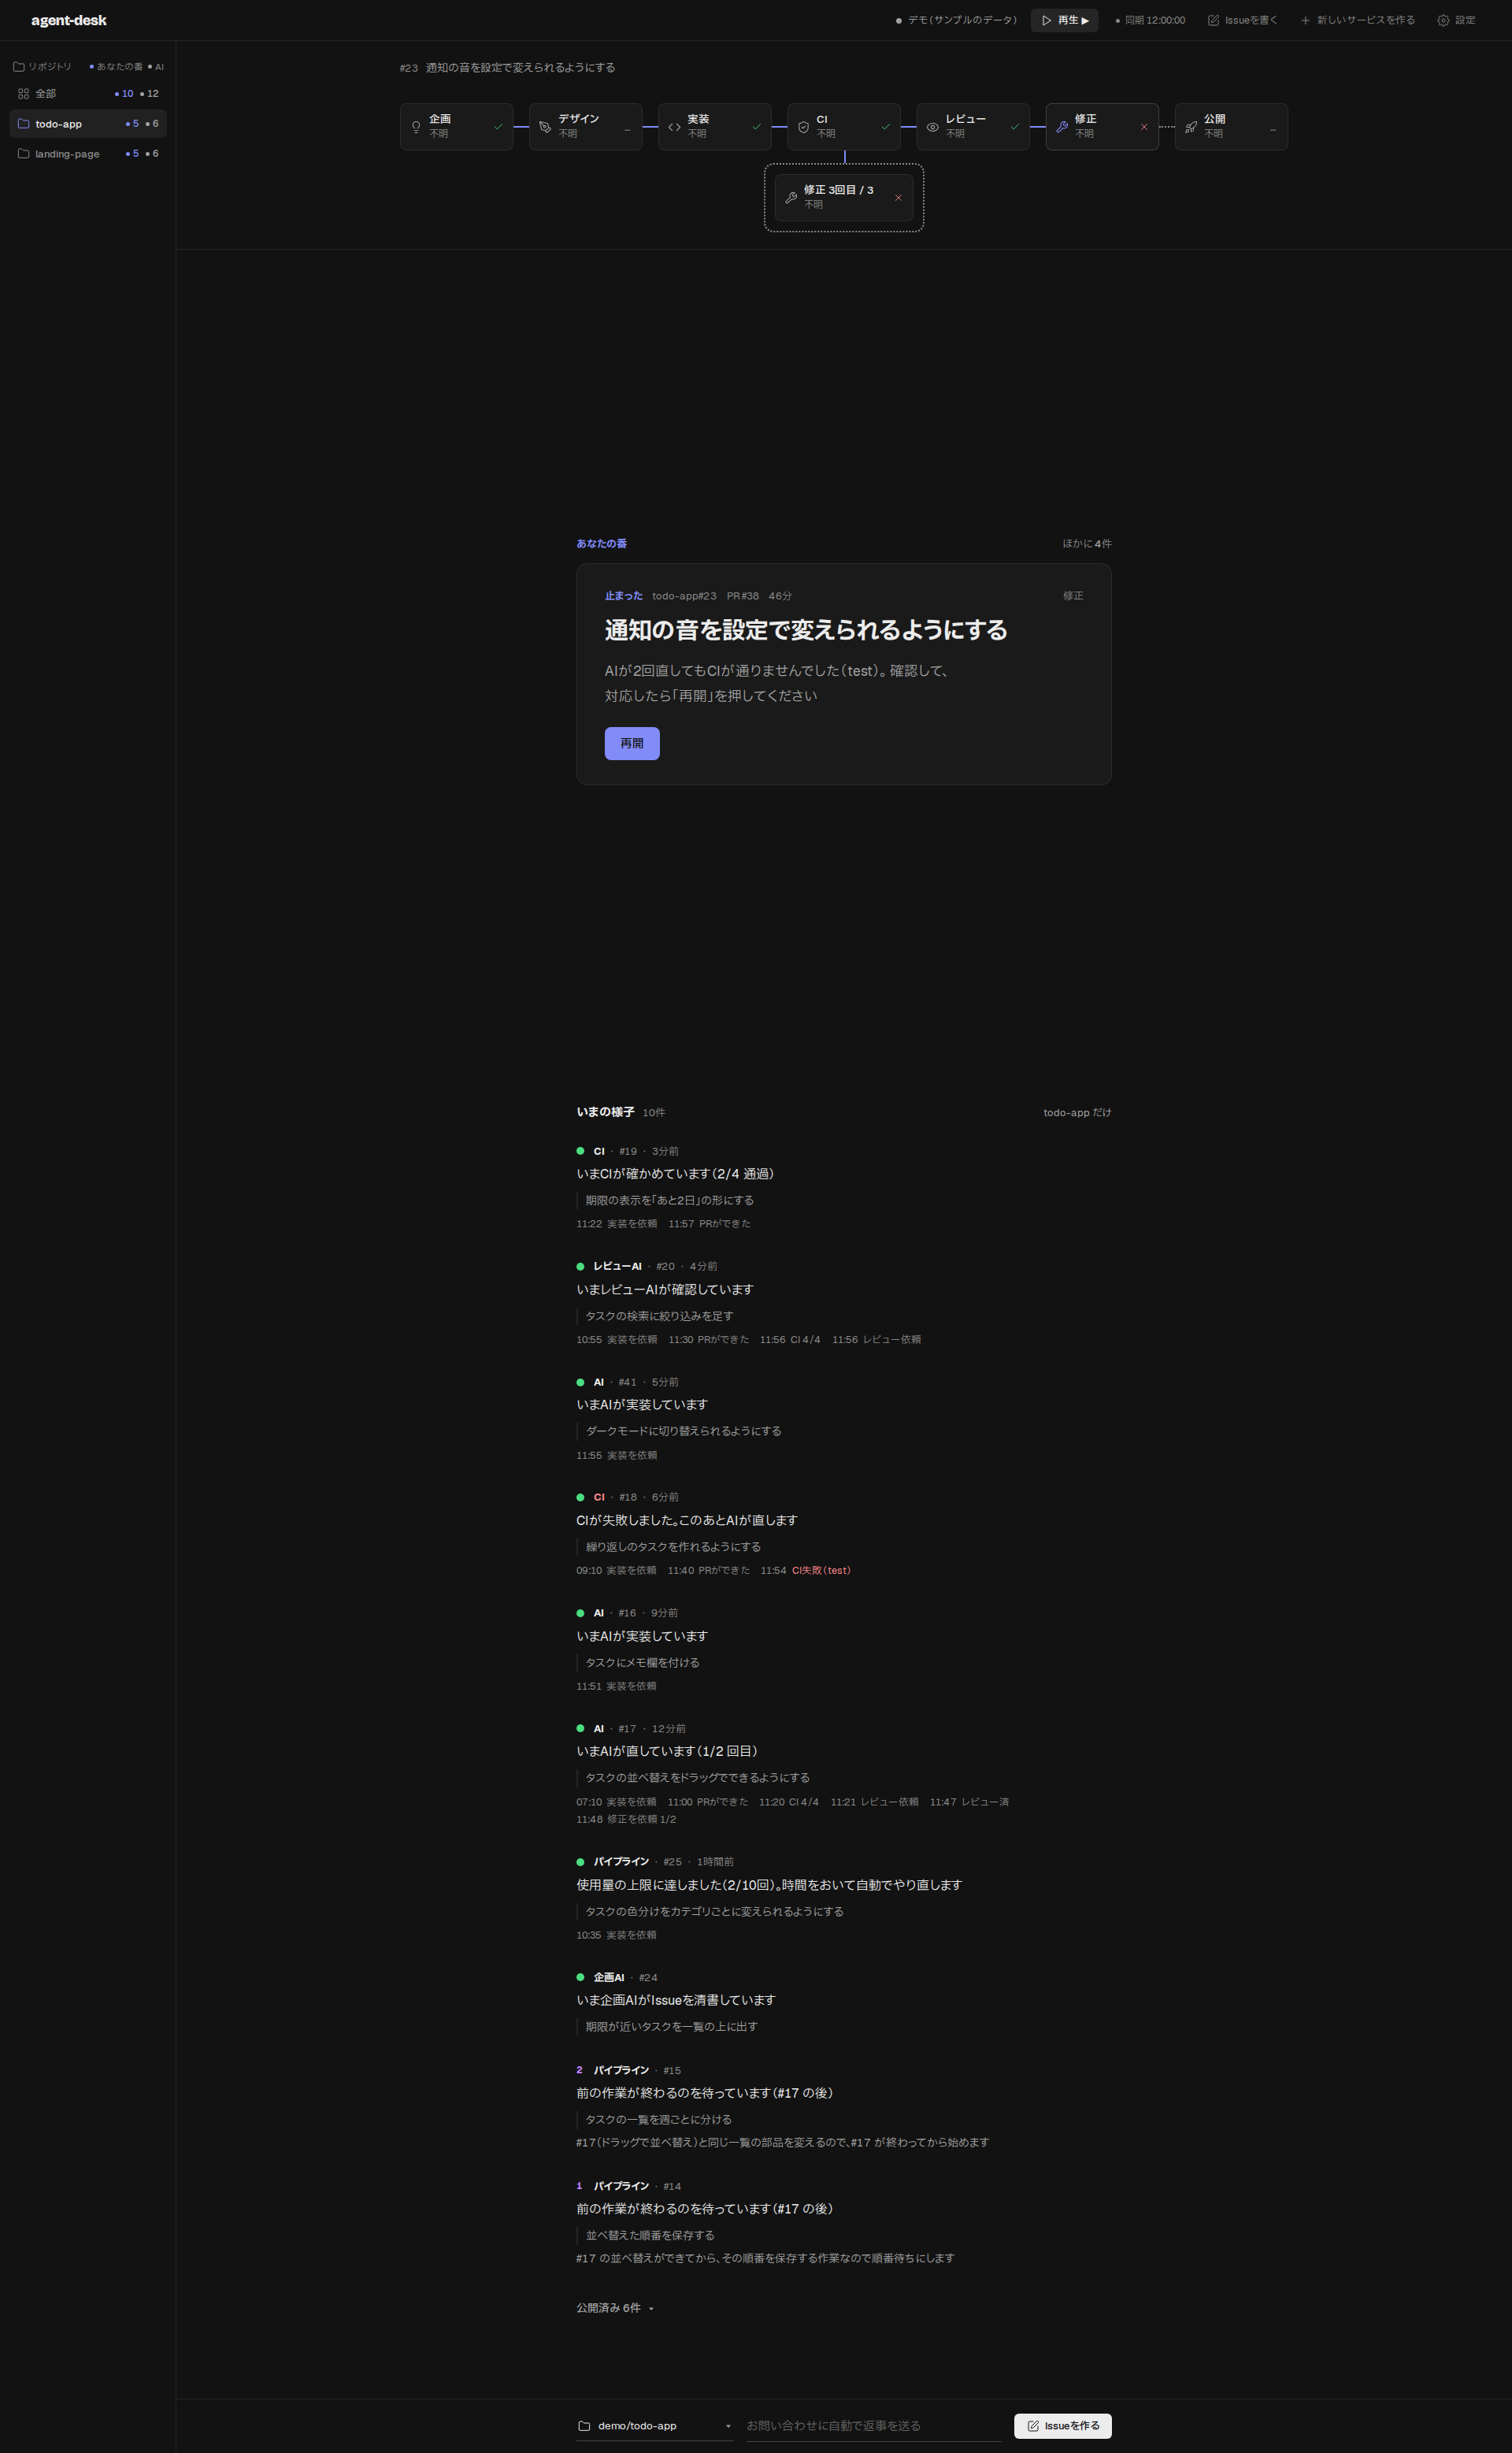 agent-desk
デモ（サンプルのデータ） 再生 ▶ 同期 12:00:00 Issueを書く 新しいサービスを作る 設定
リポジトリ あなたの番 AI
全部 10 12
todo-app 5 6
landing-page 5 6
#23 通知の音を設定で変えられるようにする
企画 不明
デザイン 不明 …
実装 不明
CI 不明
レビュー 不明
修正 不明
公開 不明 …
修正 3回目 / 3
不明
あなたの番 ほかに 4件
止まった todo-app#23 PR#38 46分 修正
通知の音を設定で変えられるようにする
AIが2回直してもCIが通りませんでした（test）。確認して、
対応したら「再開」を押してください
再開
いまの様子 10件 todo-app だけ
CI · #19 · 3分前
いまCIが確かめています（2/4 通過）
期限の表示を「あと2日」の形にする
11:22 実装を依頼 11:57 PRができた
レビューAI · #20 · 4分前
いまレビューAIが確認しています
タスクの検索に絞り込みを足す
10:55 実装を依頼 11:30 PRができた 11:56 CI 4/4 11:56 レビュー依頼
AI · #41 · 5分前
いまAIが実装しています
ダークモードに切り替えられるようにする
11:55 実装を依頼
CI · #18 · 6分前
CIが失敗しました。このあとAIが直します
繰り返しのタスクを作れるようにする
09:10 実装を依頼 11:40 PRができた 11:54 CI失敗（test）
AI · #16 · 9分前
いまAIが実装しています
タスクにメモ欄を付ける
11:51 実装を依頼
AI · #17 · 12分前
いまAIが直しています（1/2 回目）
タスクの並べ替えをドラッグでできるようにする
07:10 実装を依頼 11:00 PRができた 11:20 CI 4/4 11:21 レビュー依頼 11:47 レビュー済
11:48 修正を依頼 1/2
パイプライン · #25 · 1時間前
使用量の上限に達しました（2/10回）。時間をおいて自動でやり直します
タスクの色分けをカテゴリごとに変えられるようにする
10:35 実装を依頼
企画AI · #24
いま企画AIがIssueを清書しています
期限が近いタスクを一覧の上に出す
2 パイプライン · #15
前の作業が終わるのを待っています（#17 の後）
タスクの一覧を週ごとに分ける
#17（ドラッグで並べ替え）と同じ一覧の部品を変えるので、#17 が終わってから始めます
1 パイプライン · #14
前の作業が終わるのを待っています（#17 の後）
並べ替えた順番を保存する
#17 の並べ替えができてから、その順番を保存する作業なので順番待ちにします
公開済み 6件
demo/todo-app お問い合わせに自動で返事を送る Issueを作る